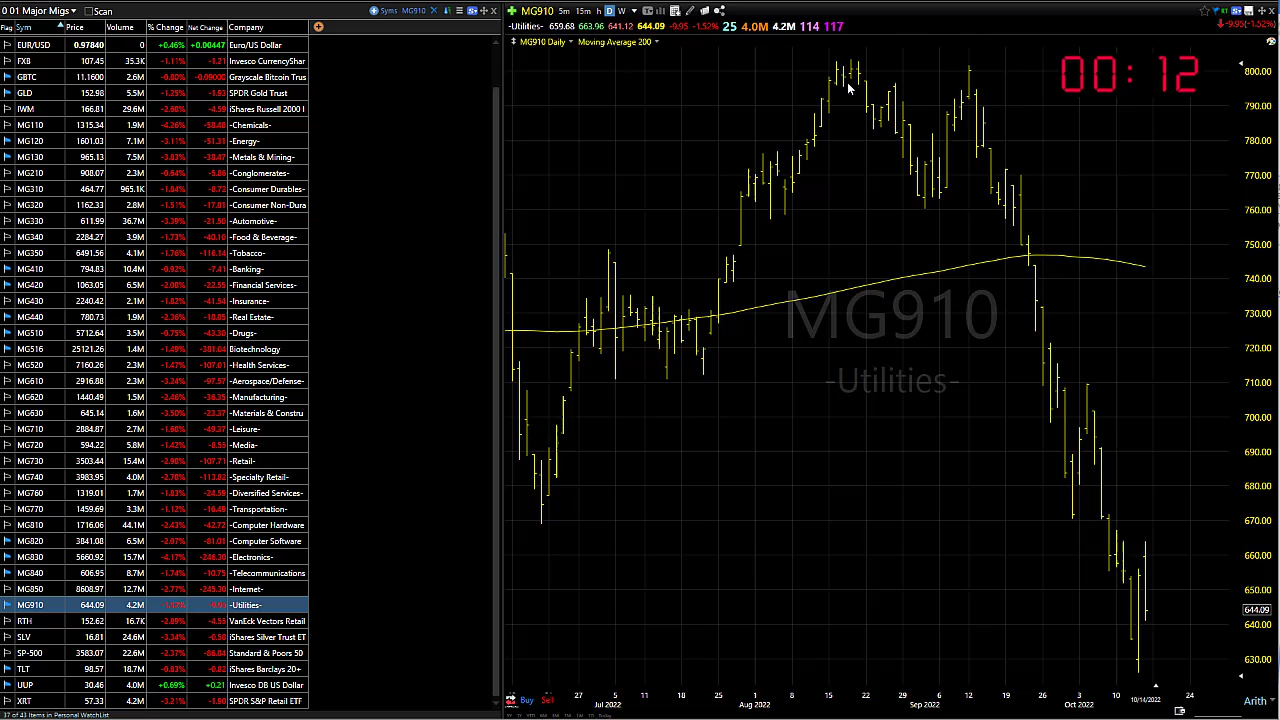 0 01 Major Migs Scan Syms MG910
Flag Sym Price Volume % Change Net Change Company
EUR/USD 0.97840 0 +0.46% +0.00447 Euro/US Dollar
FXB 107.45 35.3K -1.11% -1.21 Invesco CurrencyShar
GBTC 11.1600 2.6M -0.80% -0.09000 Grayscale Bitcoin Trus
GLD 152.98 5.5M -1.25% -1.93 SPDR Gold Trust
IWM 166.81 29.6M -2.68% -4.59 iShares Russell 2000 I
MG110 1315.34 1.9M -4.26% -58.48 -Chemicals-
MG120 1601.03 7.1M -3.11% -51.31 -Energy-
MG130 965.13 7.5M -3.83% -38.47 -Metals & Mining-
MG210 908.07 2.3M -0.64% -5.86 -Conglomerates-
MG310 464.77 965.1K -1.84% -8.72 -Consumer Durables-
MG320 1162.33 2.8M -1.51% -17.81 -Consumer Non-Dura
MG330 611.99 36.7M -3.39% -21.50 -Automotive-
MG340 2284.27 3.9M -1.73% -40.10 -Food & Beverage-
MG350 6491.56 4.1M -1.76% -116.14 -Tobacco-
MG410 794.83 10.4M -0.92% -7.41 -Banking-
MG420 1063.05 6.5M -2.08% -22.55 -Financial Services-
MG430 2240.42 2.1M -1.83% -41.54 -Insurance-
MG440 780.73 1.9M -2.36% -18.85 -Real Estate-
MG510 5712.64 3.5M -0.75% -43.30 -Drugs-
MG516 25121.26 1.4M -1.49% -381.04 Biotechnology
MG520 7160.26 2.3M -1.47% -107.01 -Health Services-
MG610 2916.88 2.3M -3.24% -97.57 -Aerospace/Defense-
MG620 1440.49 1.5M -2.46% -36.35 -Manufacturing-
MG630 645.14 1.6M -3.50% -23.37 -Materials & Constru
MG710 2884.87 2.7M -1.68% -49.37 -Leisure-
MG720 594.22 5.8M -1.42% -8.55 -Media-
MG730 3503.44 15.4M -2.98% -107.71 -Retail-
MG740 3983.95 4.0M -2.78% -113.82 -Specialty Retail-
MG760 1319.01 1.7M -1.83% -24.59 -Diversified Services-
MG770 1459.69 3.3M -1.12% -16.49 -Transportation-
MG810 1716.06 44.1M -2.43% -42.72 -Computer Hardware
MG820 3841.08 6.5M -2.04% -82.07 -Computer Software
MG830 5660.92 15.7M -4.17% -246.30 -Electronics-
MG840 606.95 8.7M -1.74% -10.75 -Telecommunications
MG850 8608.97 12.7M -2.77% -245.30 -Internet-
MG910 644.09 4.2M -1.52% -9.95 -Utilities-
RTH 152.62 16.7K -2.89% -4.55 VanEck Vectors Retail
SLV 16.81 24.6M -3.34% -0.58 iShares Silver Trust ET
SP-500 3583.07 22.6M -2.37% -86.84 Standard & Poors 50
TLT 98.57 18.7M -0.83% -0.82 iShares Barclays 20+
UUP 30.46 4.0M +0.69% +0.21 Invesco DB US Dollar
XRT 57.33 4.2M -3.21% -1.90 SPDR S&P Retail ETF
37 of 43 Items in Personal WatchList
MG910 5m 15m h D W
-9.95(-1.52%)
-Utilities- 659.68 663.96 641.12 644.09 -9.95 -1.52% 25 4.0M 4.2M 114 117
MG910 Daily Moving Average 200
00: 12
800.00
790.00
780.00
770.00
760.00
750.00
740.00
730.00
720.00
710.00
700.00
690.00
680.00
670.00
660.00
644.09
640.00
630.00
MG910
-Utilities-
Buy Sell
27 5 11 18 25 1 8 15 22 29 6 12 19 26 3 10 10/14/2022 24
Jul 2022 Aug 2022 Sep 2022 Oct 2022
Arith